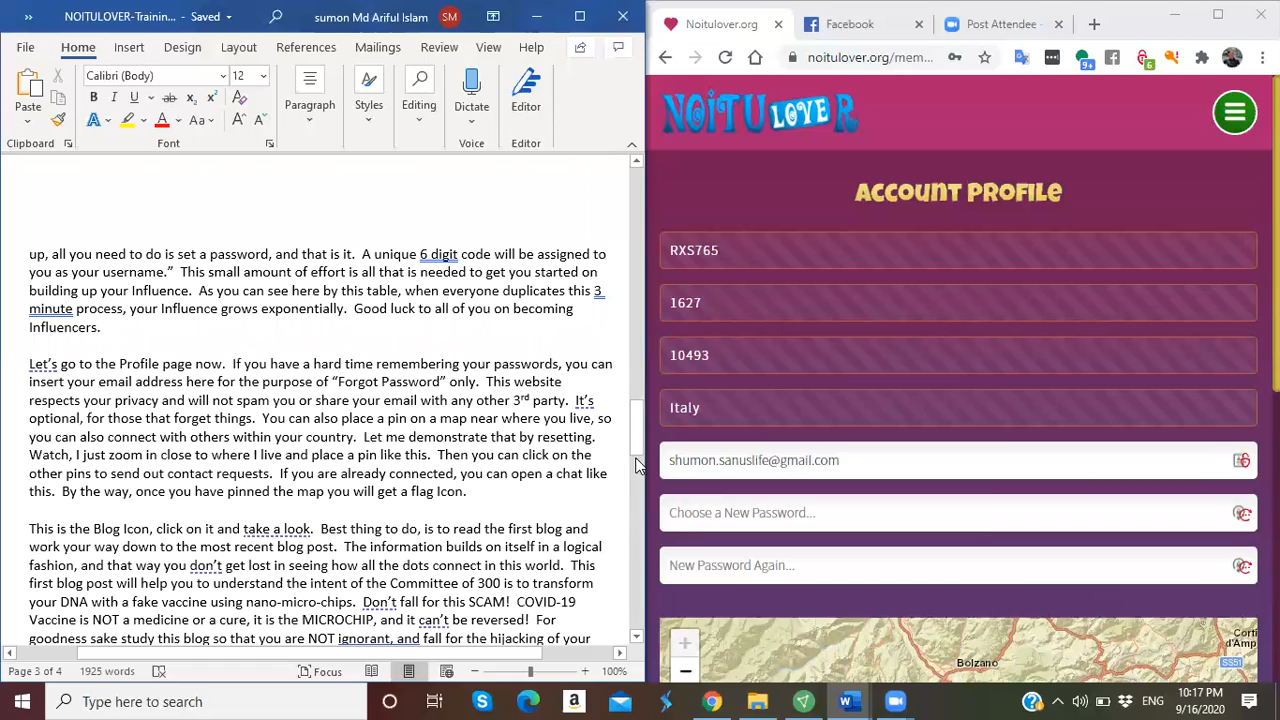 NOITULOVER-Trainin... - Saved
sumon Md Ariful Islam
SM
File Home Insert Design Layout References Mailings Review View Help
Calibri (Body) 12
Paste
Paragraph
Styles
Editing
Dictate
Editor
Clipboard
Font
Voice
Editor
up, all you need to do is set a password, and that is it. A unique 6 digit code will be assigned to
you as your username.” This small amount of effort is all that is needed to get you started on
building up your Influence. As you can see here by this table, when everyone duplicates this 3
minute process, your Influence grows exponentially. Good luck to all of you on becoming
Influencers.
Let’s go to the Profile page now. If you have a hard time remembering your passwords, you can
insert your email address here for the purpose of “Forgot Password” only. This website
respects your privacy and will not spam you or share your email with any other 3rd party. It’s
optional, for those that forget things. You can also place a pin on a map near where you live, so
you can also connect with others within your country. Let me demonstrate that by resetting.
Watch, I just zoom in close to where I live and place a pin like this. Then you can click on the
other pins to send out contact requests. If you are already connected, you can open a chat like
this. By the way, once you have pinned the map you will get a flag Icon.
This is the Blog Icon, click on it and take a look. Best thing to do, is to read the first blog and
work your way down to the most recent blog post. The information builds on itself in a logical
fashion, and that way you don’t get lost in seeing how all the dots connect in this world. This
first blog post will help you to understand the intent of the Committee of 300 is to transform
your DNA with a fake vaccine using nano-micro-chips. Don’t fall for this SCAM! COVID-19
Vaccine is NOT a medicine or a cure, it is the MICROCHIP, and it can’t be reversed! For
goodness sake study this blog so that you are NOT ignorant, and fall for the hijacking of your
Page 3 of 4 1925 words
Focus
100%
Noitulover.org
Facebook
Post Attendee -
noitulover.org/mem...
9+
6
NOiTU LOVE R
ACCOUNT PROFILE
RXS765
1627
10493
Italy
shumon.sanuslife@gmail.com
Choose a New Password...
New Password Again...
+
−
Bolzano
Corti
d'Amp
SS51
Type here to search
ENG
10:17 PM
9/16/2020